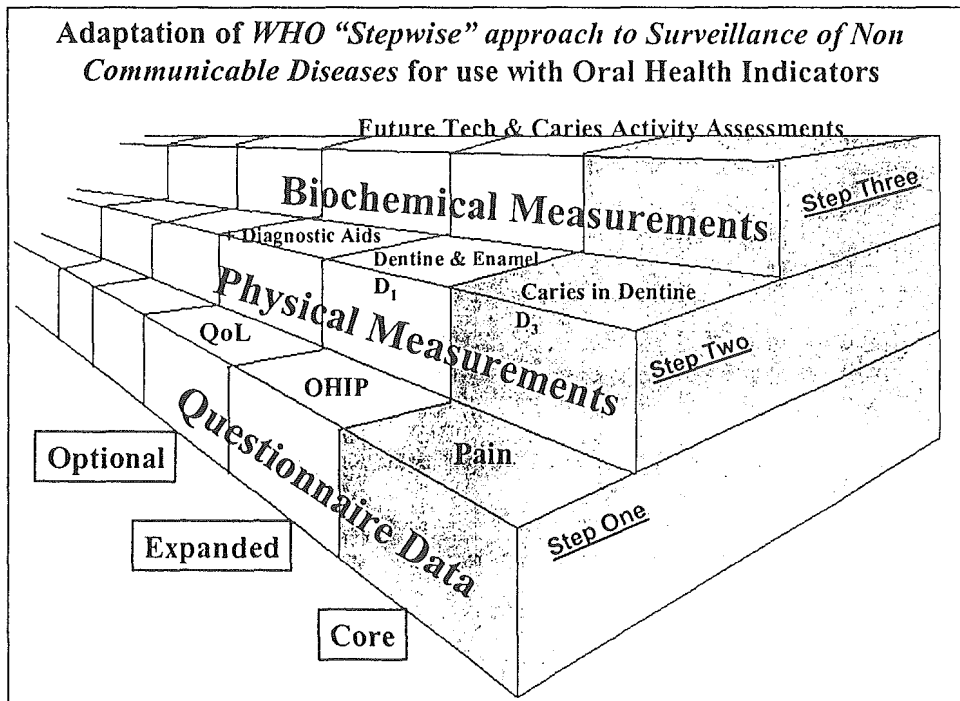 Adaptation of WHO “Stepwise” approach to Surveillance of Non
Communicable Diseases for use with Oral Health Indicators
Future Tech & Caries Activity Assessments
Biochemical Measurements
Step Three
+ Diagnostic Aids
Dentine & Enamel
D1
Caries in Dentine
D3
Physical Measurements
Step Two
QoL
OHIP
Pain
Questionnaire Data
Step One
Optional
Expanded
Core